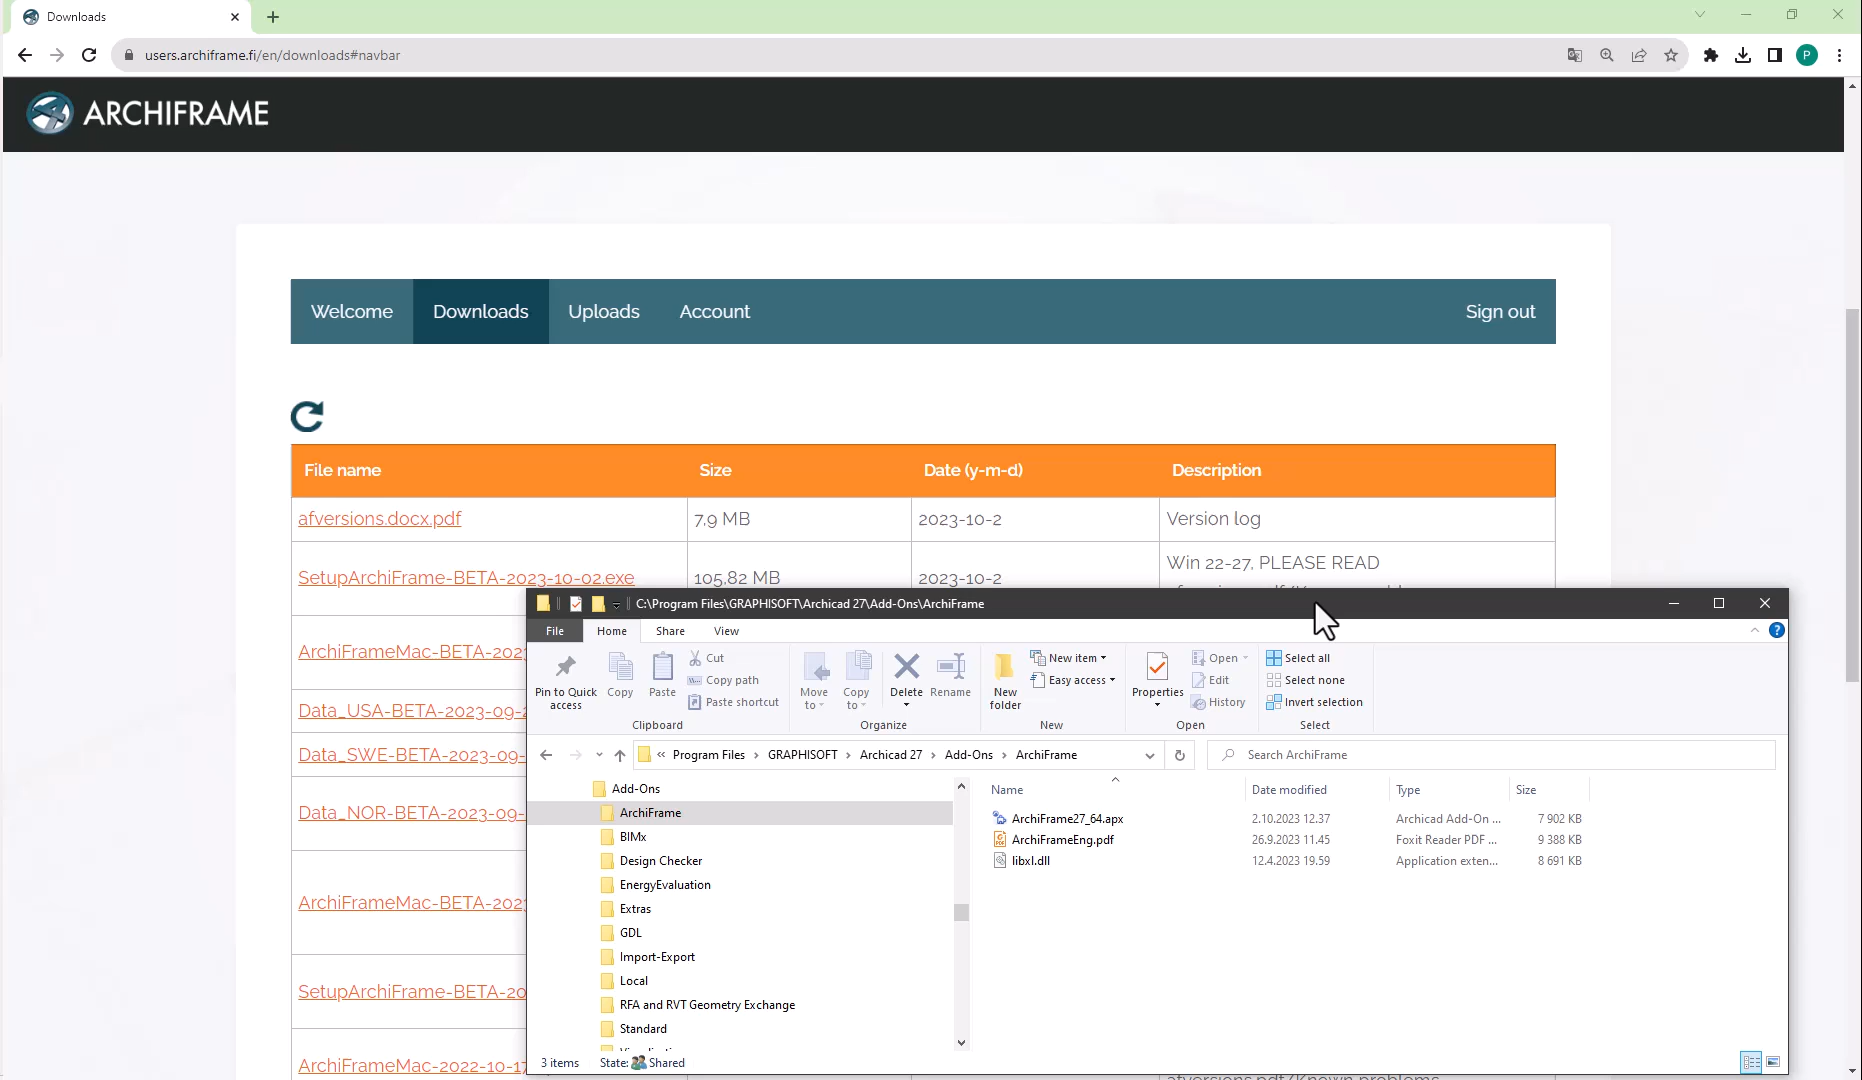 Downloads
users.archiframe.fi/en/downloads#navbar
P
ARCHIFRAME
Welcome Downloads Uploads Account Sign out
File name Size Date (y-m-d) Description
afversions.docx.pdf 7,9 MB 2023-10-2 Version log
SetupArchiFrame-BETA-2023-10-02.exe 105,82 MB 2023-10-2 Win 22-27, PLEASE READ
ArchiFrameMac-BETA-202
Data_USA-BETA-2023-09-
Data_SWE-BETA-2023-09-
Data_NOR-BETA-2023-09-
ArchiFrameMac-BETA-202
SetupArchiFrame-BETA-20
ArchiFrameMac-2022-10-17
afversions.pdf/Known problems
C:\Program Files\GRAPHISOFT\Archicad 27\Add-Ons\ArchiFrame
File Home Share View
Pin to Quick access
Copy
Paste
Cut
Copy path
Paste shortcut
Clipboard
Move to
Copy to
Delete
Rename
Organize
New folder
New item
Easy access
New
Properties
Open
Edit
History
Open
Select all
Select none
Invert selection
Select
« Program Files › GRAPHISOFT › Archicad 27 › Add-Ons › ArchiFrame
Search ArchiFrame
Add-Ons
ArchiFrame
BIMx
Design Checker
EnergyEvaluation
Extras
GDL
Import-Export
Local
RFA and RVT Geometry Exchange
Standard
Name Date modified Type Size
ArchiFrame27_64.apx 2.10.2023 12.37 Archicad Add-On ... 7 902 KB
ArchiFrameEng.pdf 26.9.2023 11.45 Foxit Reader PDF ... 9 388 KB
libxl.dll 12.4.2023 19.59 Application exten... 8 691 KB
3 items State: Shared